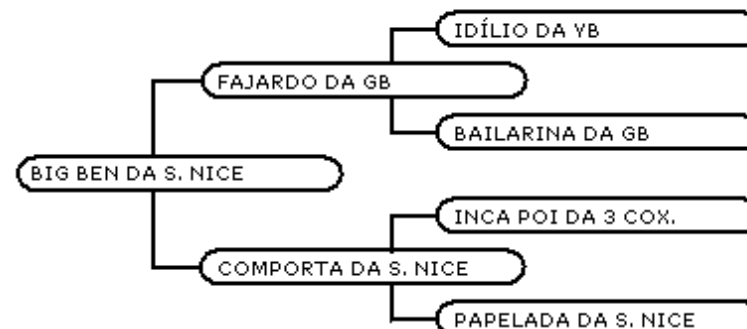 IDÍLIO DA YB
FAJARDO DA GB
BAILARINA DA GB
BIG BEN DA S. NICE
INCA POI DA 3 COX.
COMPORTA DA S. NICE
PAPELADA DA S. NICE